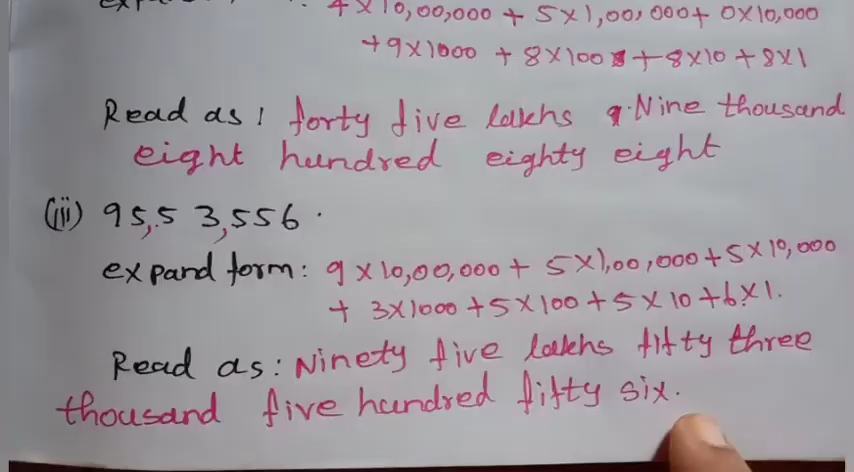 4×10,00,000 + 5×1,00,000+ 0×10,000
+9×1000 + 8×100 +8×10 + 8×1
Read as: forty five lakhs Nine thousand
eight hundred eighty eight
(iii) 95,53,556.
expand form: 9×10,00,000+ 5×1,00,000+5×10,000
+ 3×1000+5×100+5×10+6×1.
Read as: Ninety five lakhs fifty three
thousand five hundred fifty six.